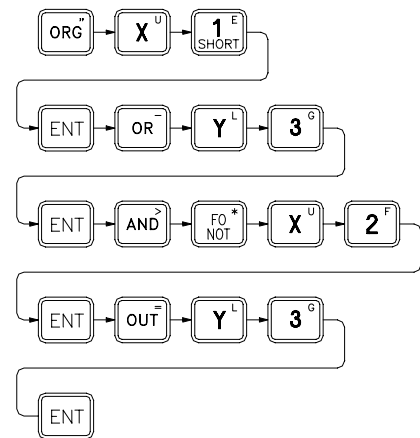 ORG " X U 1 E SHORT
ENT OR − Y L 3 G
ENT AND > FO NOT * X U 2 F
ENT OUT = Y L 3 G
ENT